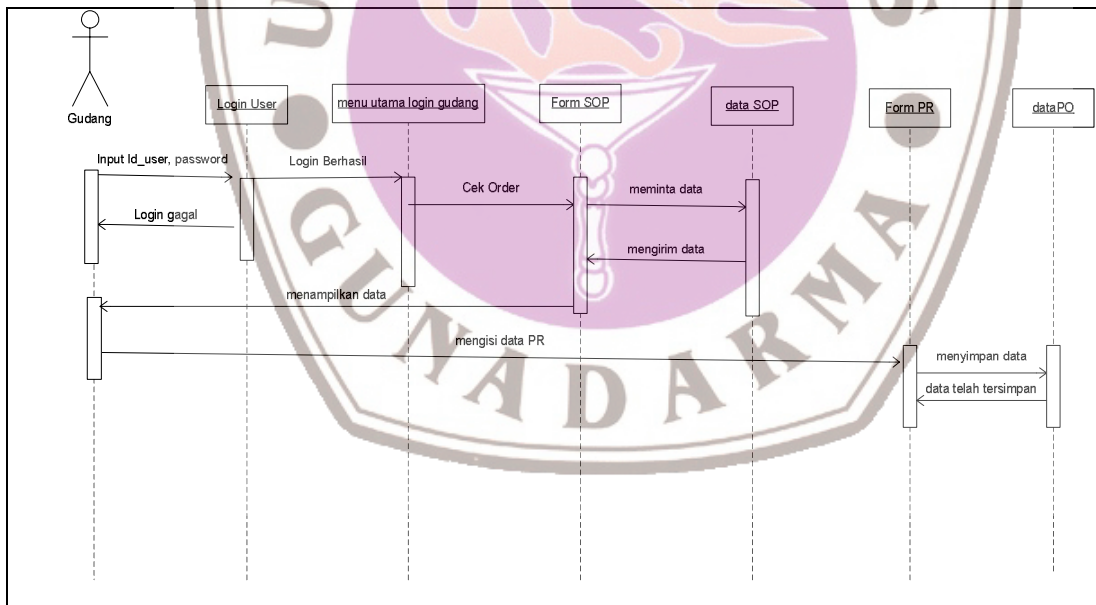 Gudang
Login User
menu utama login gudang
Form SOP
data SOP
Form PR
dataPO
Input Id_user, password
Login Berhasil
Cek Order
meminta data
Login gagal
mengirim data
menampilkan data
mengisi data PR
menyimpan data
data telah tersimpan
U
S
GUNADARMA